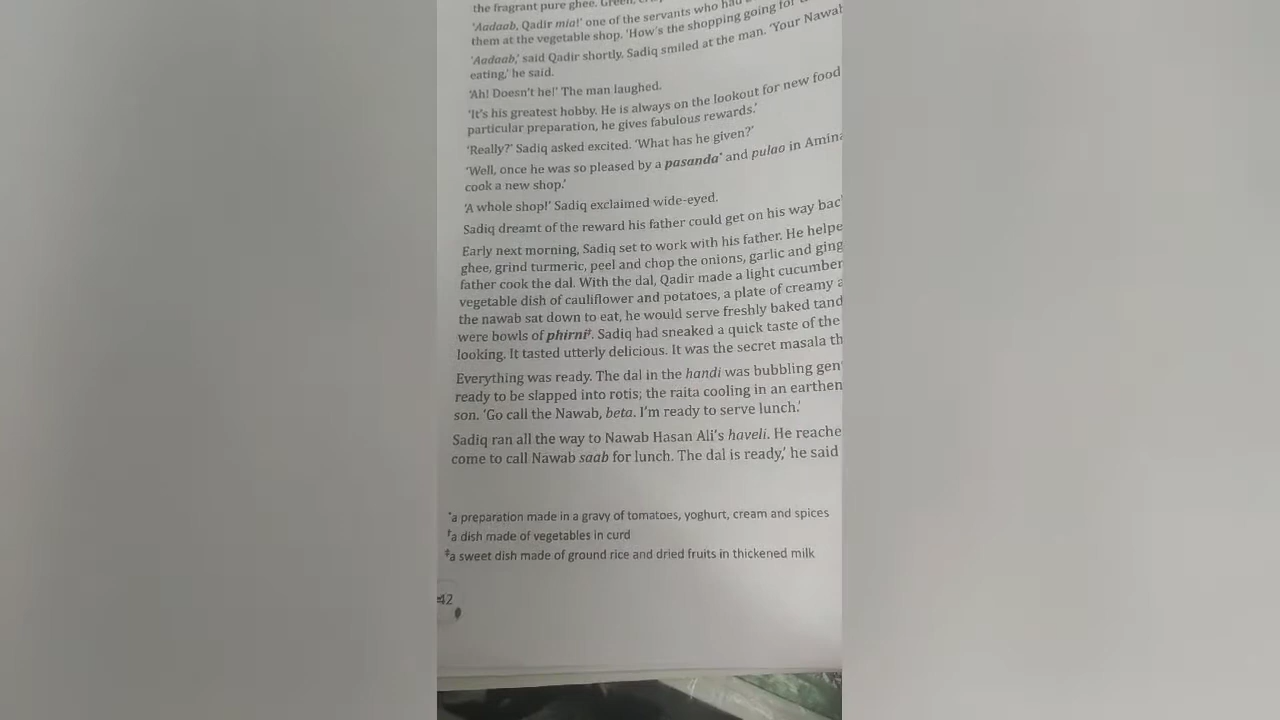 the fragrant pure ghee. Green,
'Aadaab, Qadir mia!' one of the servants who had
them at the vegetable shop. 'How's the shopping going for
'Aadaab,' said Qadir shortly. Sadiq smiled at the man. 'Your Nawab
eating,' he said.
'Ah! Doesn't he!' The man laughed.
'It's his greatest hobby. He is always on the lookout for new food
particular preparation, he gives fabulous rewards.'
'Really?' Sadiq asked excited. 'What has he given?'
'Well, once he was so pleased by a pasanda* and pulao in Amina
cook a new shop.'
'A whole shop!' Sadiq exclaimed wide-eyed.
Sadiq dreamt of the reward his father could get on his way bac
Early next morning, Sadiq set to work with his father. He helpe
ghee, grind turmeric, peel and chop the onions, garlic and ging
father cook the dal. With the dal, Qadir made a light cucumber
vegetable dish of cauliflower and potatoes, a plate of creamy a
the nawab sat down to eat, he would serve freshly baked tand
were bowls of phirni‡. Sadiq had sneaked a quick taste of the
looking. It tasted utterly delicious. It was the secret masala th
Everything was ready. The dal in the handi was bubbling gen
ready to be slapped into rotis; the raita cooling in an earthen
son. 'Go call the Nawab, beta. I'm ready to serve lunch.'
Sadiq ran all the way to Nawab Hasan Ali's haveli. He reache
come to call Nawab saab for lunch. The dal is ready,' he said
*a preparation made in a gravy of tomatoes, yoghurt, cream and spices
†a dish made of vegetables in curd
‡a sweet dish made of ground rice and dried fruits in thickened milk
42